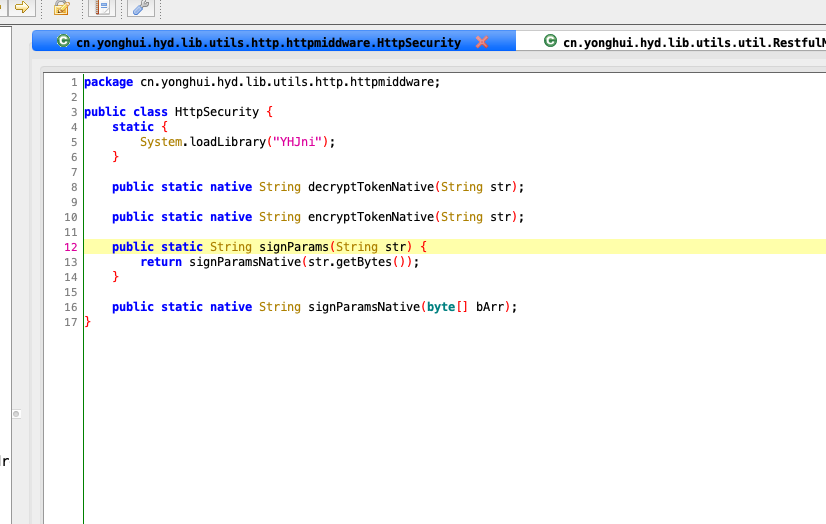 cn.yonghui.hyd.lib.utils.http.httpmiddware.HttpSecurity
cn.yonghui.hyd.lib.utils.util.Restful
1 package cn.yonghui.hyd.lib.utils.http.httpmiddware;
2
3 public class HttpSecurity {
4     static {
5         System.loadLibrary("YHJni");
6     }
7
8     public static native String decryptTokenNative(String str);
9
10     public static native String encryptTokenNative(String str);
11
12     public static String signParams(String str) {
13         return signParamsNative(str.getBytes());
14     }
15
16     public static native String signParamsNative(byte[] bArr);
17 }